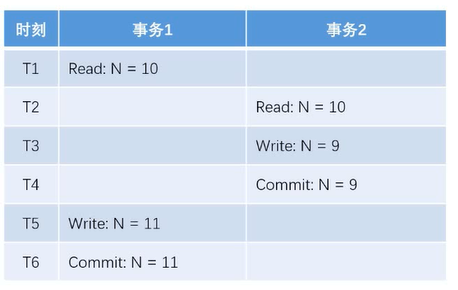 时刻 事务1 事务2
T1 Read: N = 10
T2 Read: N = 10
T3 Write: N = 9
T4 Commit: N = 9
T5 Write: N = 11
T6 Commit: N = 11